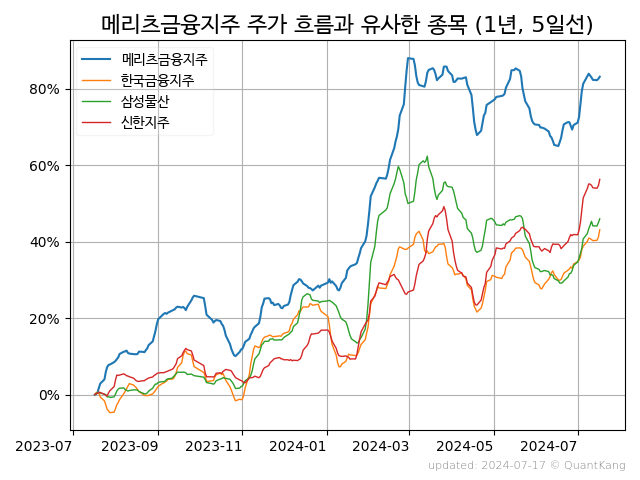 메리츠금융지주 주가 흐름과 유사한 종목 (1년, 5일선)
메리츠금융지주
한국금융지주
삼성물산
신한지주
80%
60%
40%
20%
0%
2023-07 2023-09 2023-11 2024-01 2024-03 2024-05 2024-07
updated: 2024-07-17 © QuantKang